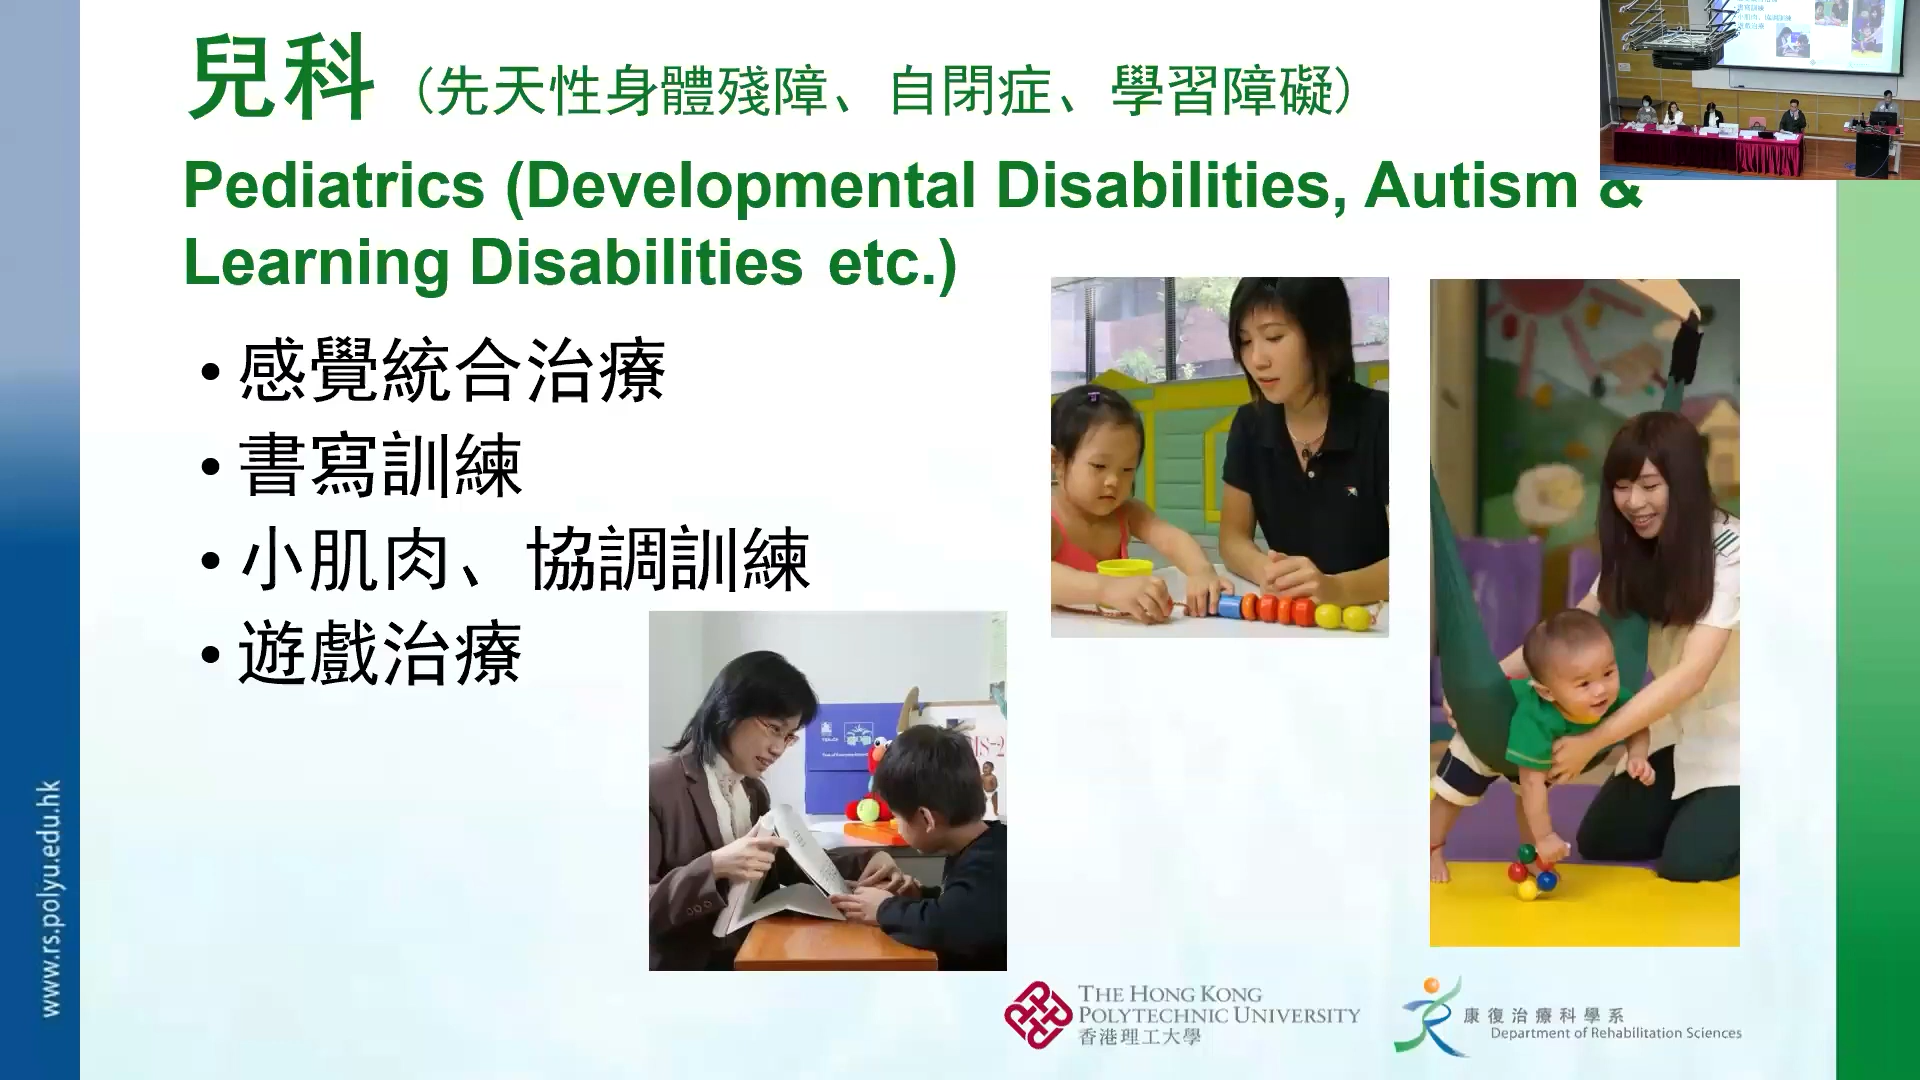 兒科 (先天性身體殘障、自閉症、學習障礙)
Pediatrics (Developmental Disabilities, Autism &
Learning Disabilities etc.)
• 感覺統合治療
• 書寫訓練
• 小肌肉、協調訓練
• 遊戲治療
www.rs.polyu.edu.hk
THE HONG KONG
POLYTECHNIC UNIVERSITY
香港理工大學
康復治療科學系
Department of Rehabilitation Sciences